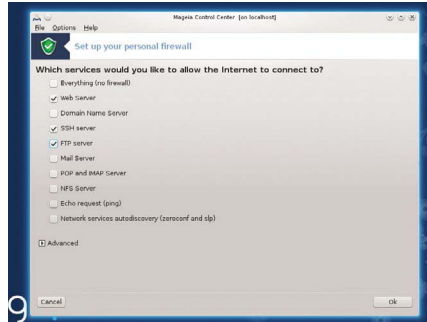 Mageia Control Center [on localhost]
File Options Help
Set up your personal firewall
Which services would you like to allow the Internet to connect to?
Everything (no firewall)
Web Server
Domain Name Server
SSH server
FTP server
Mail Server
POP and IMAP Server
NFS Server
Echo request (ping)
Network services autodiscovery (zeroconf and slp)
Advanced
Cancel
Ok
9